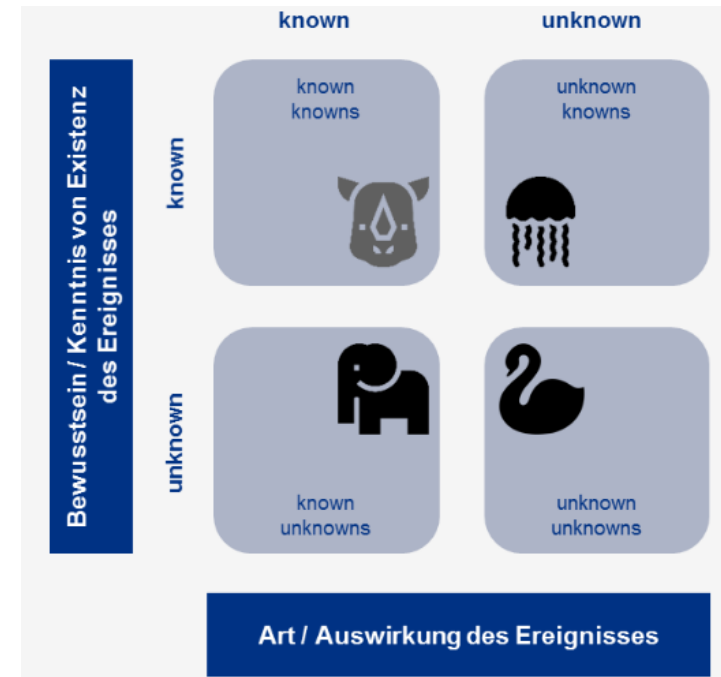 known
unknown
Bewusstsein / Kenntnis von Existenz
des Ereignisses
known
known
knowns
unknown
knowns
unknown
known
unknowns
unknown
unknowns
Art / Auswirkung des Ereignisses